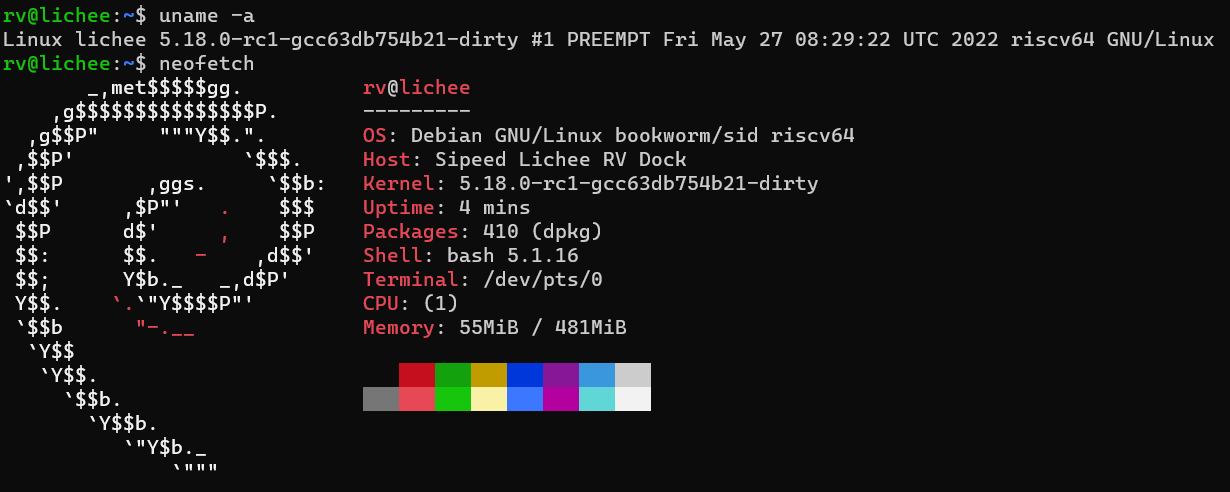 rv@lichee:~$ uname -a
Linux lichee 5.18.0-rc1-gcc63db754b21-dirty #1 PREEMPT Fri May 27 08:29:22 UTC 2022 riscv64 GNU/Linux
rv@lichee:~$ neofetch
       _,met$$$$$gg.          rv@lichee
    ,g$$$$$$$$$$$$$$$P.       ---------
  ,g$$P"     """Y$$.".        OS: Debian GNU/Linux bookworm/sid riscv64
 ,$$P'              `$$$.     Host: Sipeed Lichee RV Dock
',$$P       ,ggs.     `$$b:   Kernel: 5.18.0-rc1-gcc63db754b21-dirty
`d$$'     ,$P"'   .    $$$    Uptime: 4 mins
 $$P      d$'     ,    $$P    Packages: 410 (dpkg)
 $$:      $$.   -    ,d$$'    Shell: bash 5.1.16
 $$;      Y$b._   _,d$P'      Terminal: /dev/pts/0
 Y$$.    `.`"Y$$$$P"'         CPU: (1)
 `$$b      "-.__              Memory: 55MiB / 481MiB
  `Y$$
   `Y$$.
     `$$b.
       `Y$$b.
          `"Y$b._
              `"""